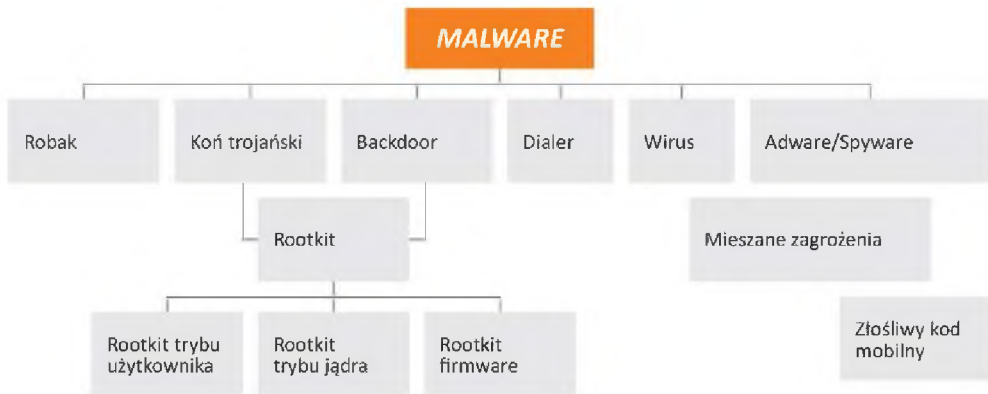 MALWARE
Robak
Koń trojański
Backdoor
Dialer
Wirus
Adware/Spyware
Rootkit
Mieszane zagrożenia
Rootkit trybu
użytkownika
Rootkit
trybu jądra
Rootkit
firmware
Złośliwy kod
mobilny